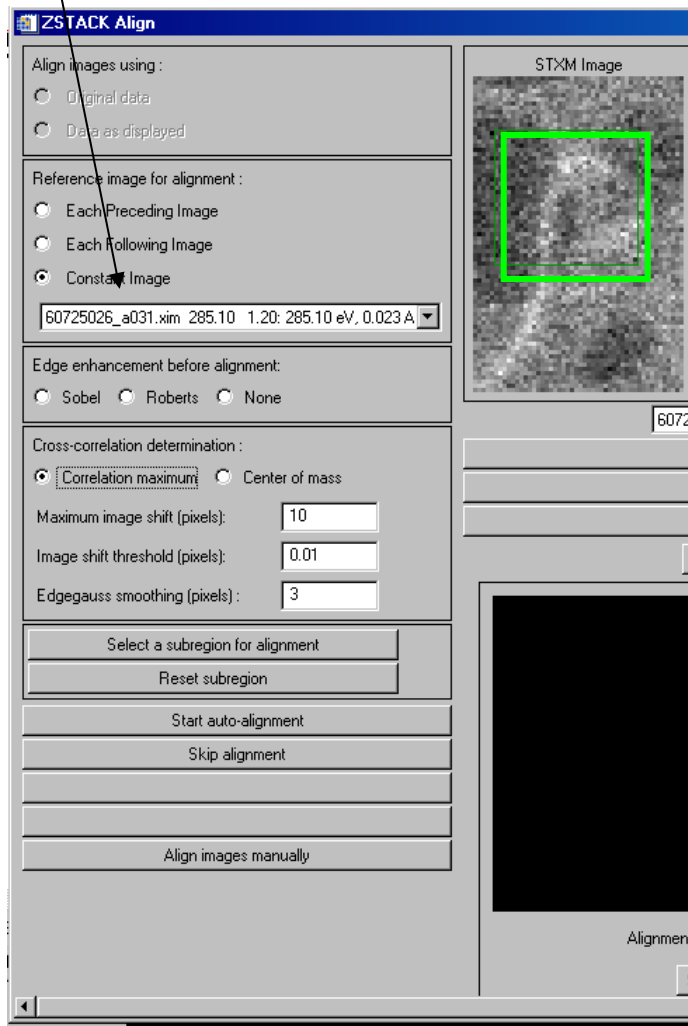 ZSTACK Align
Align images using :
Original data
Data as displayed
Reference image for alignment :
Each Preceding Image
Each Following Image
Constant Image
60725026_a031.xim 285.10 1.20: 285.10 eV, 0.023 A
Edge enhancement before alignment:
Sobel Roberts None
Cross-correlation determination :
Correlation maximum Center of mass
Maximum image shift (pixels): 10
Image shift threshold (pixels): 0.01
Edgegauss smoothing (pixels) : 3
Select a subregion for alignment
Reset subregion
Start auto-alignment
Skip alignment
Align images manually
STXM Image
6072
Alignmen